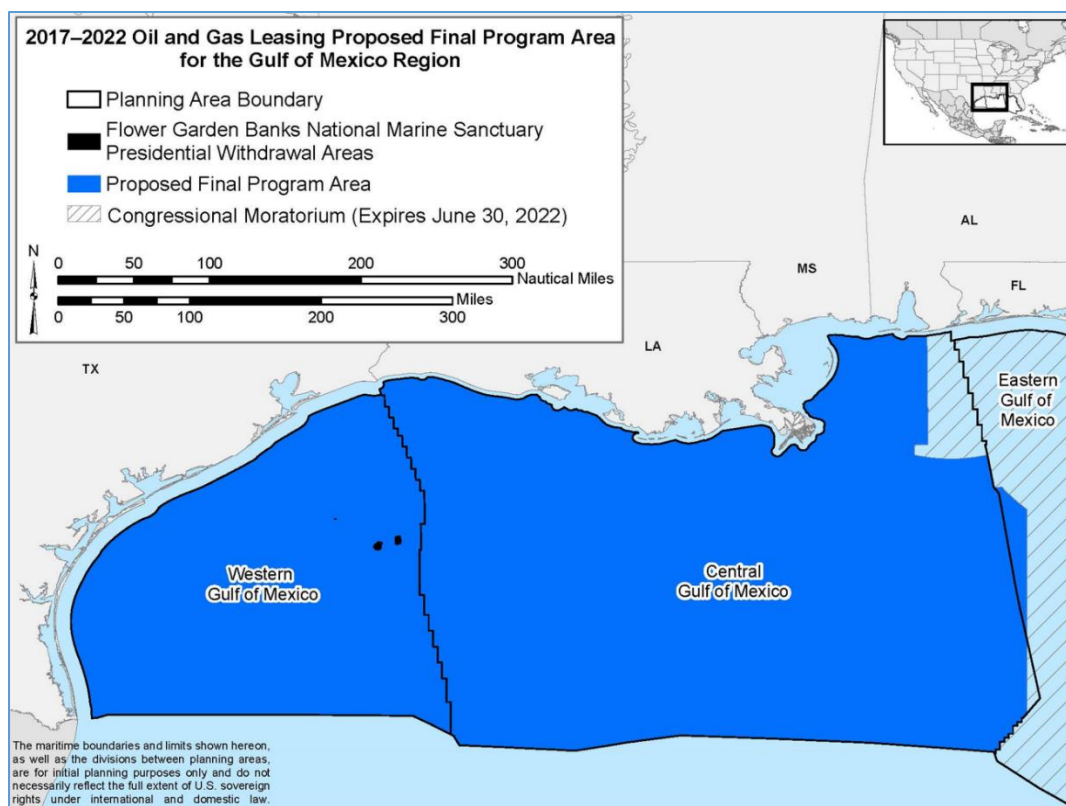 2017–2022 Oil and Gas Leasing Proposed Final Program Area
for the Gulf of Mexico Region
Planning Area Boundary
Flower Garden Banks National Marine Sanctuary
Presidential Withdrawal Areas
Proposed Final Program Area
Congressional Moratorium (Expires June 30, 2022)
N
0 50 100 200 300
Nautical Miles
Miles
0 50 100 200 300
AL
MS
FL
LA
TX
Eastern
Gulf of
Mexico
Western
Gulf of Mexico
Central
Gulf of Mexico
The maritime boundaries and limits shown hereon,
as well as the divisions between planning areas,
are for initial planning purposes only and do not
necessarily reflect the full extent of U.S. sovereign
rights under international and domestic law.